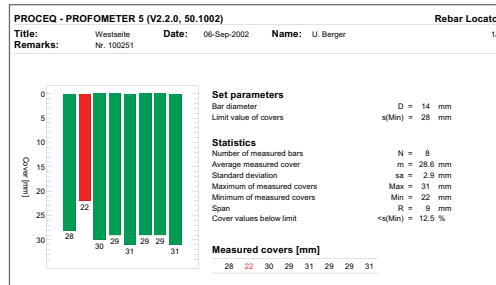 PROCEQ - PROFOMETER 5 (V2.2.0, 50.1002) Rebar Locato
Title: Westseite Date: 06-Sep-2002 Name: U. Berger 1/
Remarks: Nr. 100251
Set parameters
Bar diameter D = 14 mm
Limit value of covers s(Min) = 28 mm
Statistics
Number of measured bars N = 8
Average measured cover m = 28.6 mm
Standard deviation sa = 2.9 mm
Maximum of measured covers Max = 31 mm
Minimum of measured covers Min = 22 mm
Span R = 9 mm
Cover values below limit <s(Min) = 12.5 %
Measured covers [mm]
28 22 30 29 31 29 29 31
Cover [mm]
0
5
10
15
20
25
30
28 22 30 29 31 29 29 31